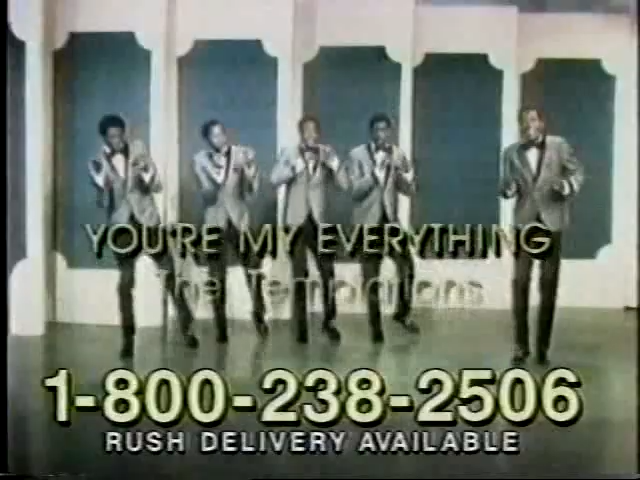 YOU'RE MY EVERYTHING
The Temptations
1-800-238-2506
RUSH DELIVERY AVAILABLE